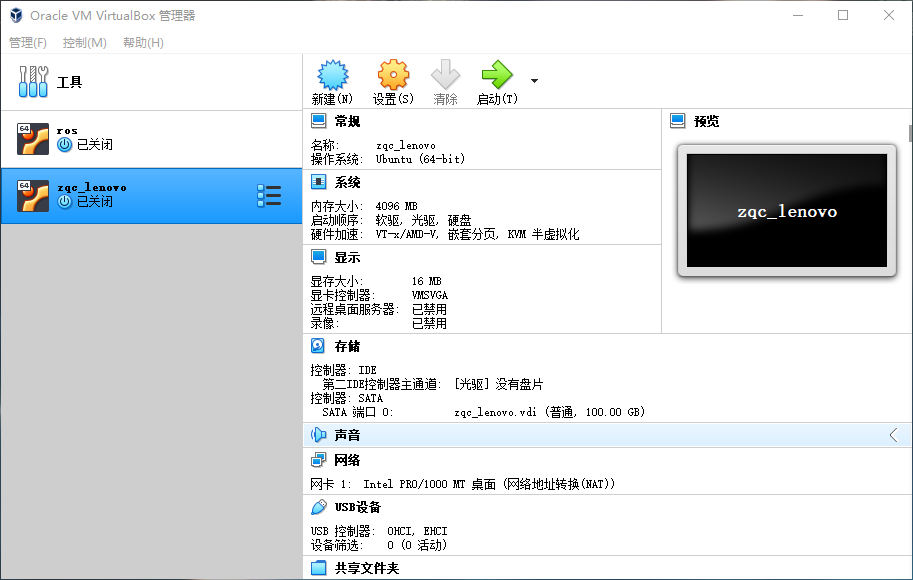 Oracle VM VirtualBox 管理器
管理(F) 控制(M) 帮助(H)
工具
64 ros
已关闭
64 zqc_lenovo
已关闭
新建(N) 设置(S) 清除 启动(T)
常规
名称: zqc_lenovo
操作系统: Ubuntu (64-bit)
系统
内存大小: 4096 MB
启动顺序: 软驱, 光驱, 硬盘
硬件加速: VT-x/AMD-V, 嵌套分页, KVM 半虚拟化
显示
显存大小: 16 MB
显卡控制器: VMSVGA
远程桌面服务器: 已禁用
录像: 已禁用
预览
zqc_lenovo
存储
控制器: IDE
第二IDE控制器主通道: [光驱] 没有盘片
控制器: SATA
SATA 端口 0: zqc_lenovo.vdi (普通, 100.00 GB)
声音
网络
网卡 1: Intel PRO/1000 MT 桌面 (网络地址转换(NAT))
USB设备
USB 控制器: OHCI, EHCI
设备筛选: 0 (0 活动)
共享文件夹